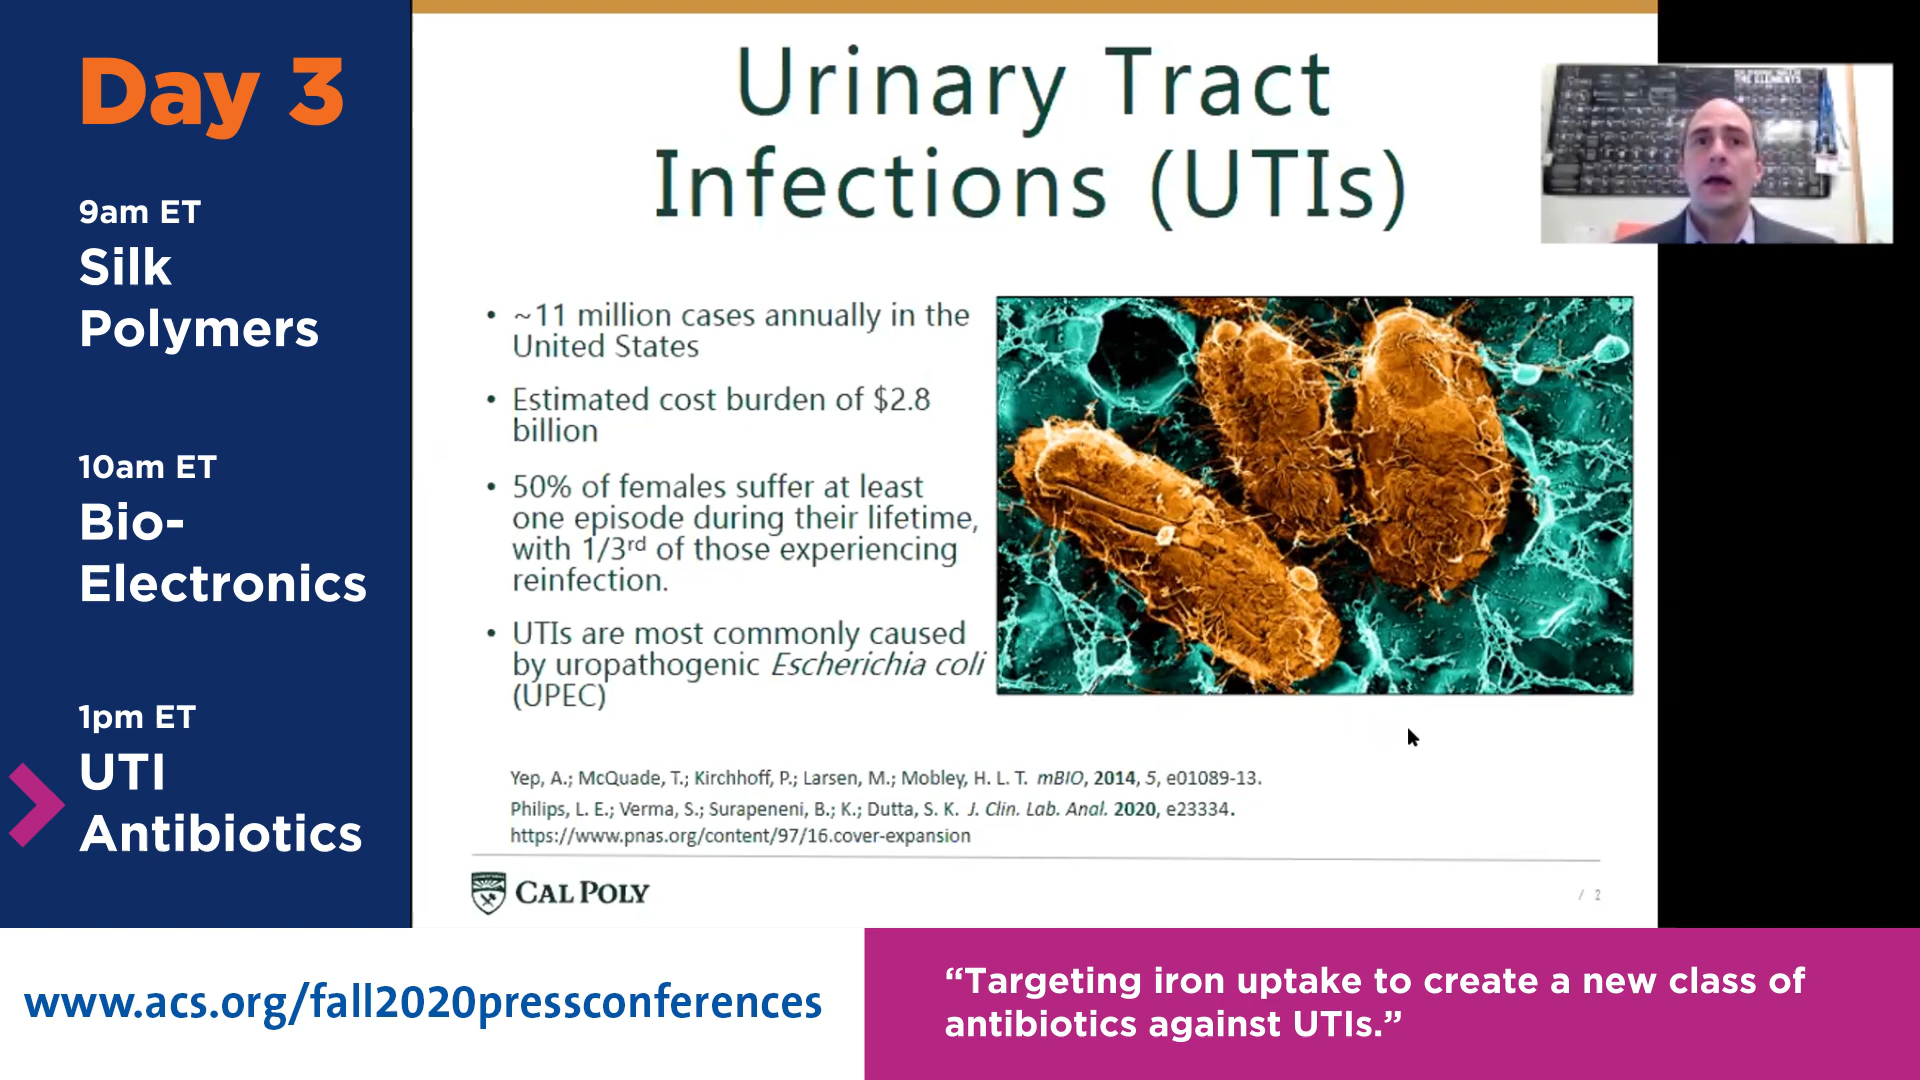 Day 3
9am ET
Silk
Polymers
10am ET
Bio-
Electronics
1pm ET
UTI
Antibiotics
Urinary Tract
Infections (UTIs)
• ~11 million cases annually in the
United States
• Estimated cost burden of $2.8
billion
• 50% of females suffer at least
one episode during their lifetime,
with 1/3rd of those experiencing
reinfection.
• UTIs are most commonly caused
by uropathogenic Escherichia coli
(UPEC)
Yep, A.; McQuade, T.; Kirchhoff, P.; Larsen, M.; Mobley, H. L. T. mBIO, 2014, 5, e01089-13.
Philips, L. E.; Verma, S.; Surapeneni, B.; K.; Dutta, S. K. J. Clin. Lab. Anal. 2020, e23334.
https://www.pnas.org/content/97/16.cover-expansion
CAL POLY
/ 2
THE ELEMENTS
www.acs.org/fall2020pressconferences
“Targeting iron uptake to create a new class of
antibiotics against UTIs.”